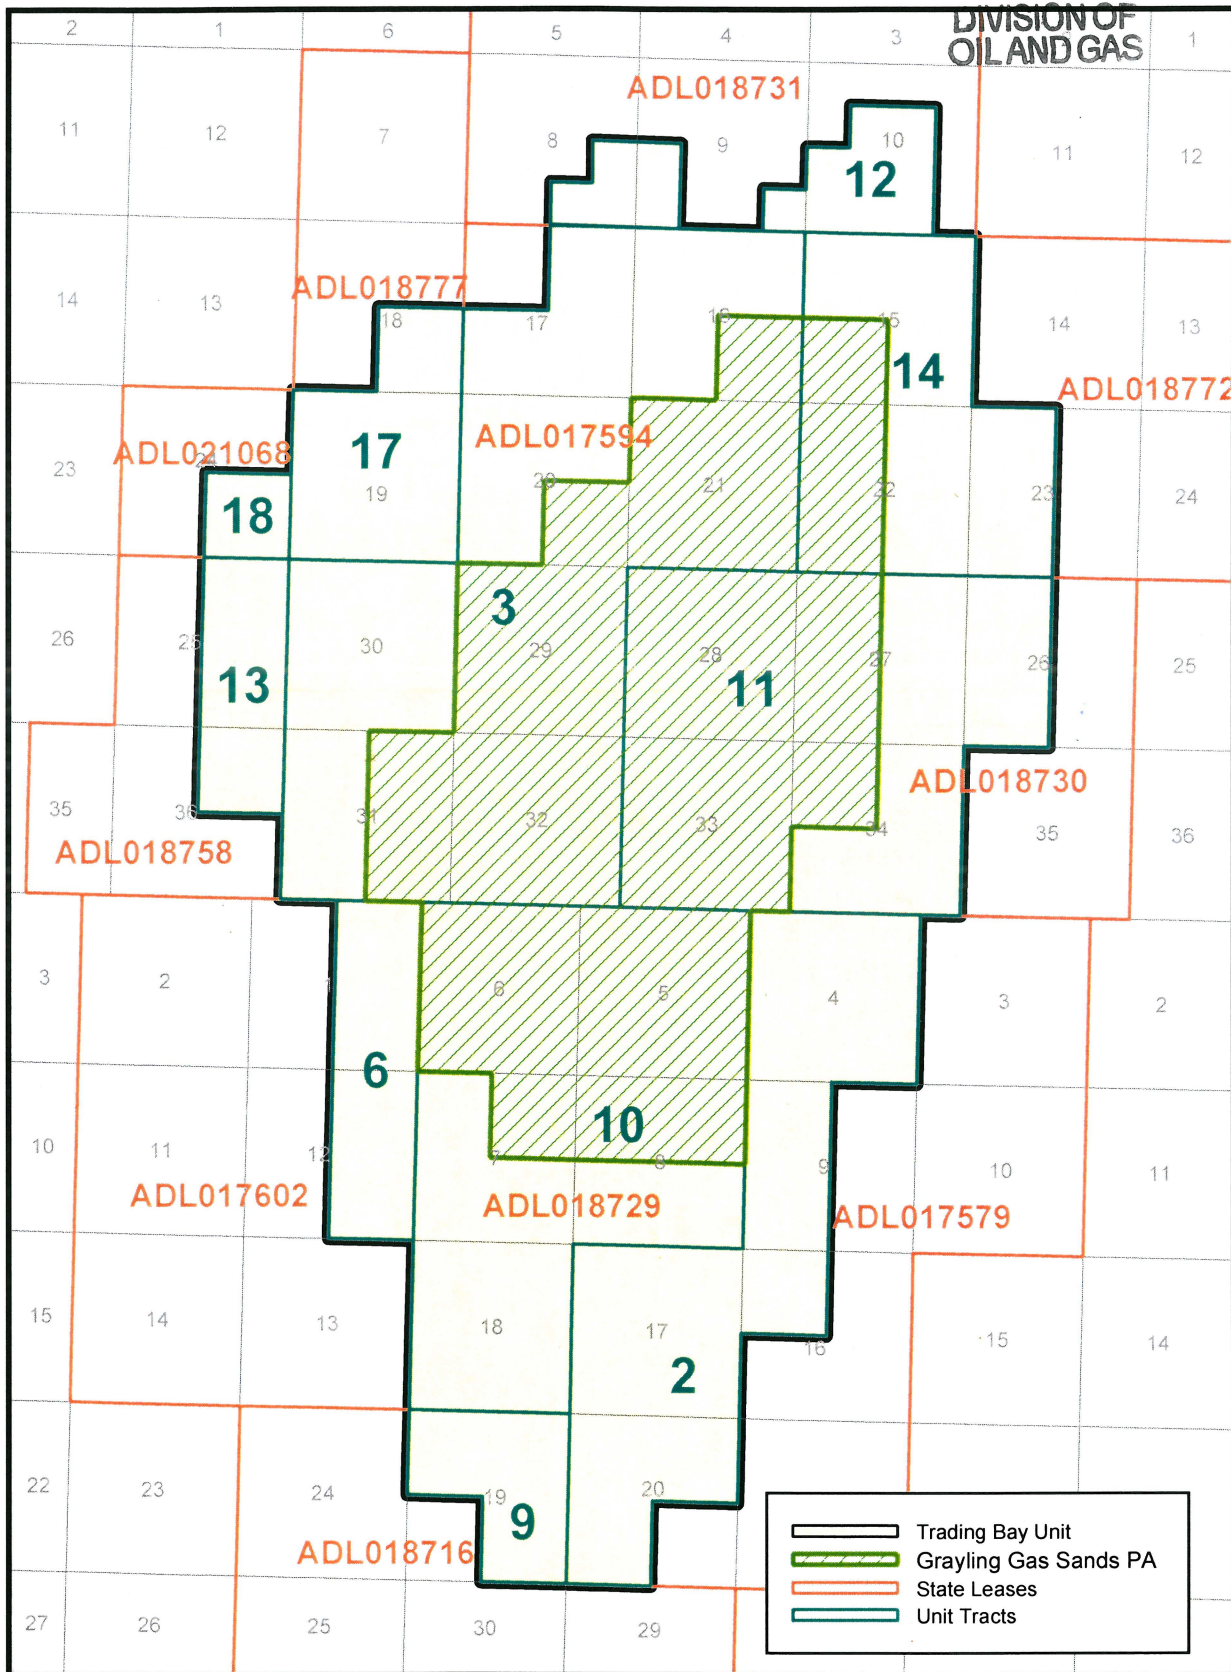 DIVISION OF
OIL AND GAS
2 1 6 5 4 3 1
ADL018731
11 12 7 8 9 10 11 12
12
ADL018777
14 13 18 17 16 15 14 13
14
ADL018772
17
ADL017594
ADL021068
23 24 19 20 21 22 23 24
18
3
26 25 30 29 28 27 26 25
13
11
ADL018730
35 36 31 32 33 34 35 36
ADL018758
3 2 1 6 5 4 3 2
6
10
10 11 12 7 8 9 10 11
ADL017602
ADL018729
ADL017579
15 14 13 18 17 16 15 14
2
22 23 24 19 20
9
ADL018716
27 26 25 30 29
Trading Bay Unit
Grayling Gas Sands PA
State Leases
Unit Tracts